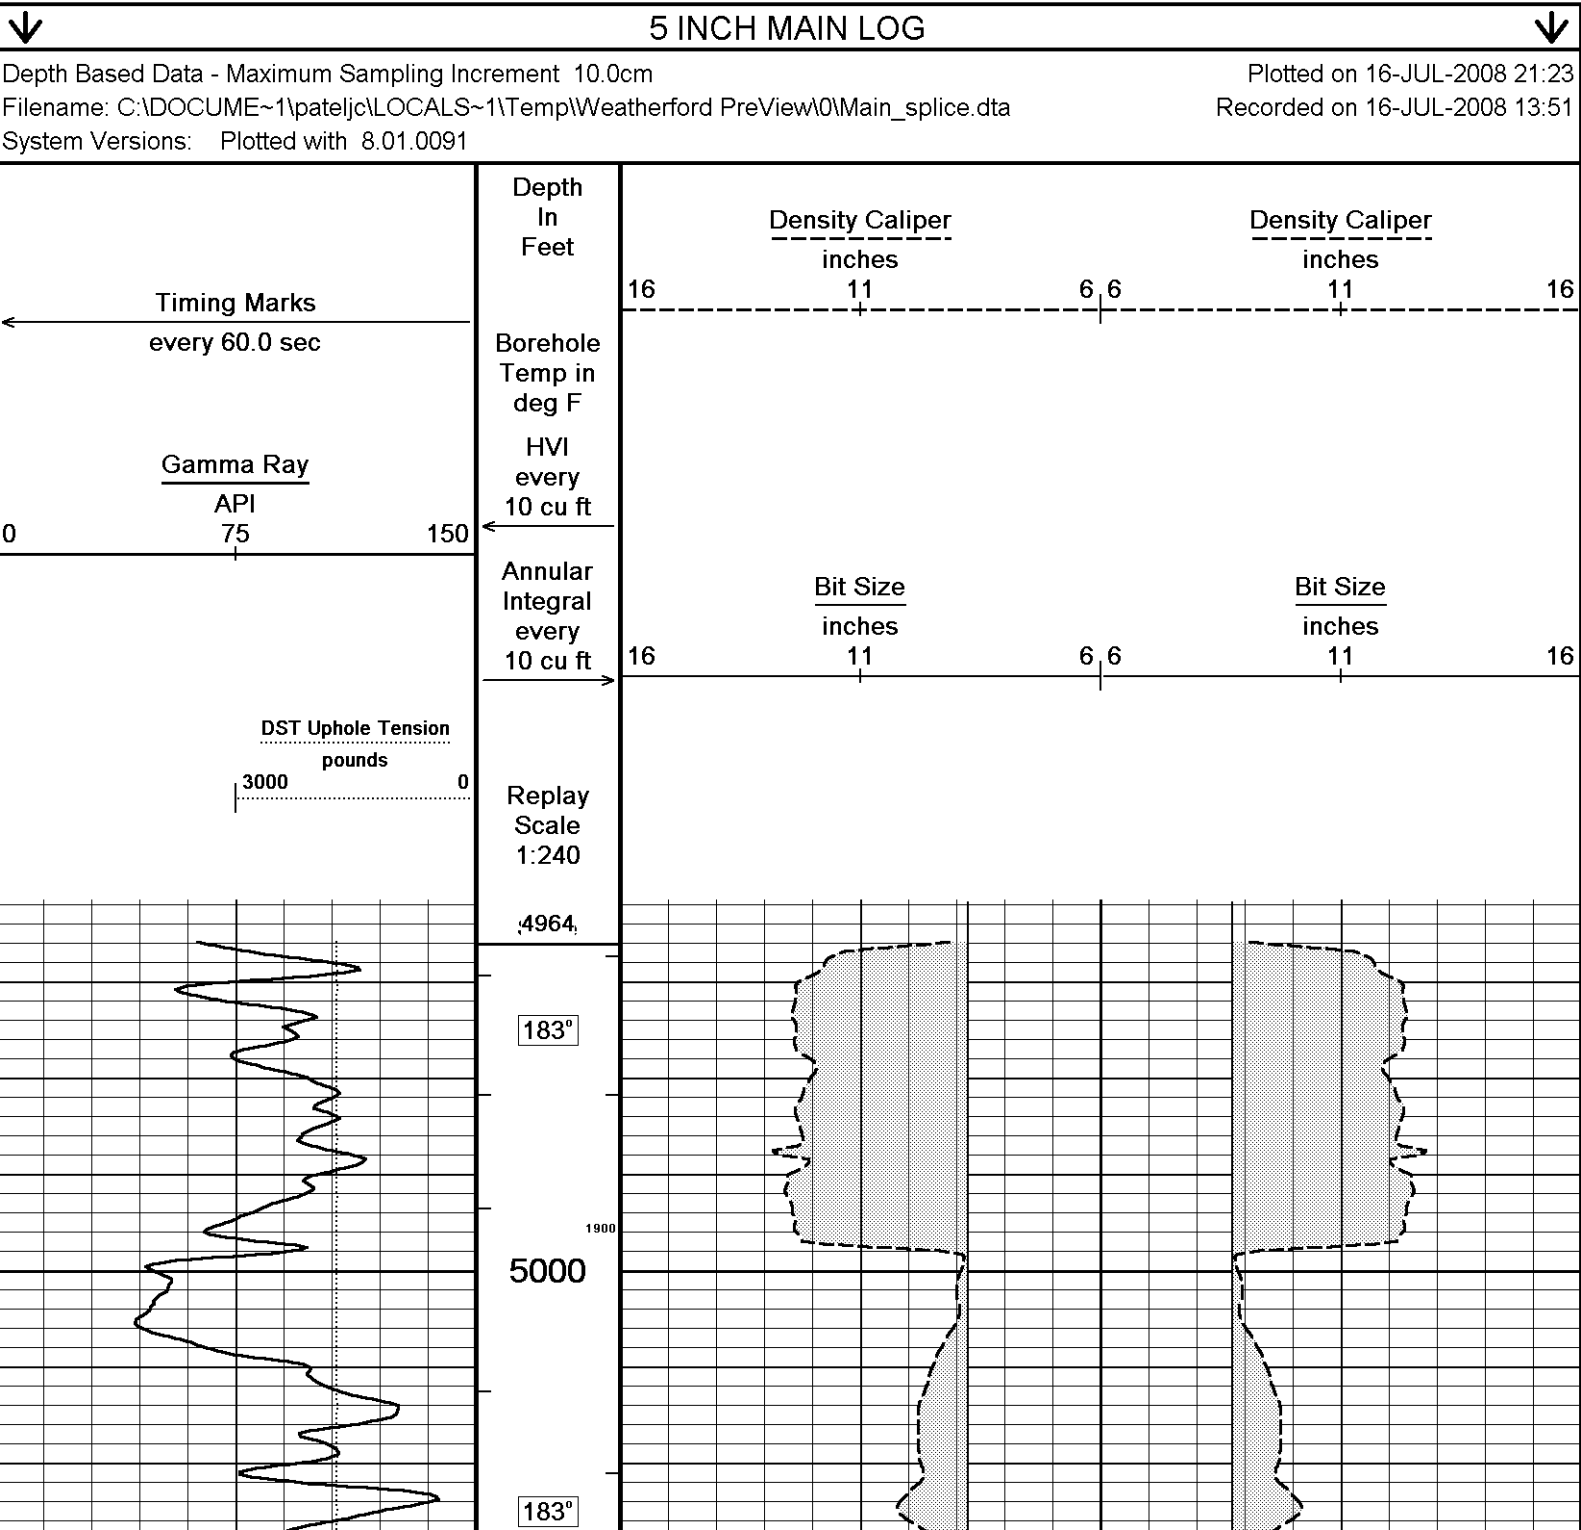 5 INCH MAIN LOG
Depth Based Data - Maximum Sampling Increment 10.0cm
Plotted on 16-JUL-2008 21:23
Filename: C:\DOCUME~1\pateljc\LOCALS~1\Temp\Weatherford PreView\0\Main_splice.dta
Recorded on 16-JUL-2008 13:51
System Versions: Plotted with 8.01.0091
Timing Marks
every 60.0 sec
Gamma Ray
API
0 75 150
DST Uphole Tension
pounds
3000 0
Depth
In
Feet
Borehole
Temp in
deg F
HVI
every
10 cu ft
Annular
Integral
every
10 cu ft
Replay
Scale
1:240
Density Caliper
inches
16 11 6
Density Caliper
inches
6 11 16
Bit Size
inches
16 11 6
Bit Size
inches
6 11 16
4964
183°
1900
5000
183°